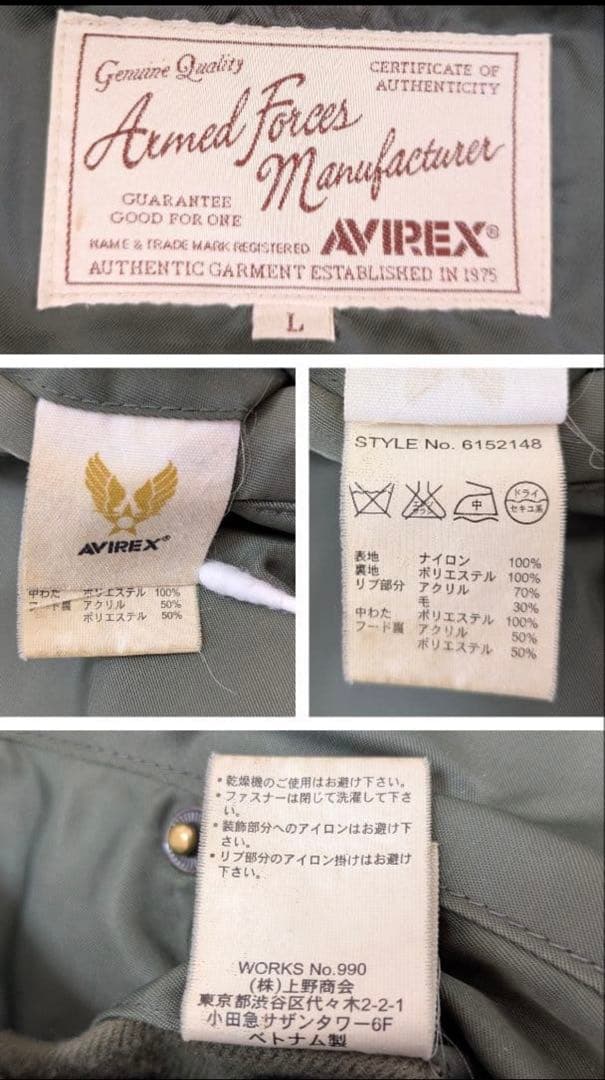 Genuine Quality
CERTIFICATE OF
AUTHENTICITY
Armed Forces
Manufacturer
GUARANTEE
GOOD FOR ONE
NAME & TRADE MARK REGISTERED AVIREX®
AUTHENTIC GARMENT ESTABLISHED IN 1975
L
AVIREX®
中わた ポリエステル 100%
フード裏 アクリル 50%
ポリエステル 50%
STYLE No. 6152148
中
ドライ
セキユ系
表地 ナイロン 100%
裏地 ポリエステル 100%
リブ部分 アクリル 70%
毛 30%
中わた ポリエステル 100%
フード裏 アクリル 50%
ポリエステル 50%
・乾燥機のご使用はお避け下さい。
・ファスナーは閉じて洗濯して下さ
い。
・装飾部分へのアイロンはお避け下
さい。
・リブ部分のアイロン掛けはお避け
下さい。
WORKS No.990
(株)上野商会
東京都渋谷区代々木2-2-1
小田急サザンタワー6F
ベトナム製